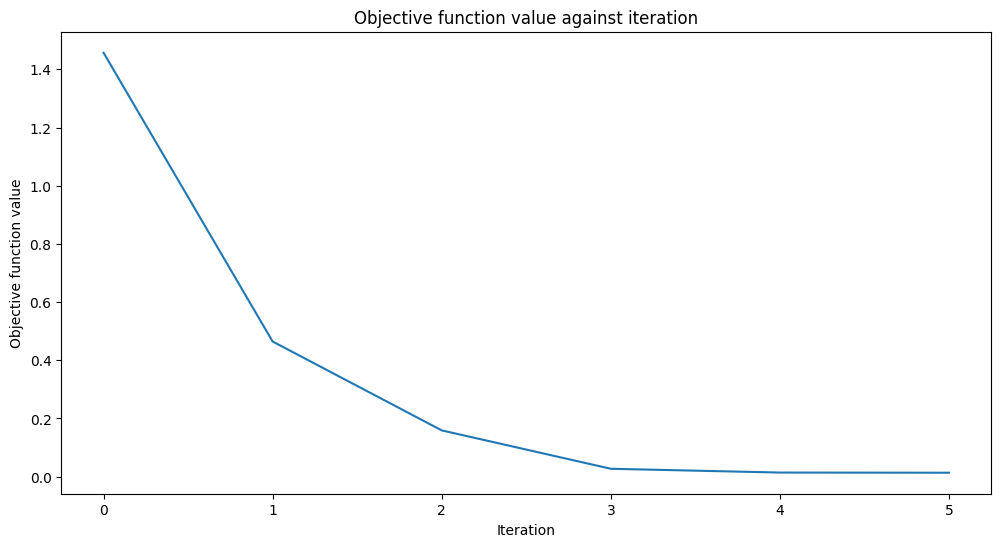 Objective function value against iteration
Objective function value
1.4
1.2
1.0
0.8
0.6
0.4
0.2
0.0
0 1 2 3 4 5
Iteration